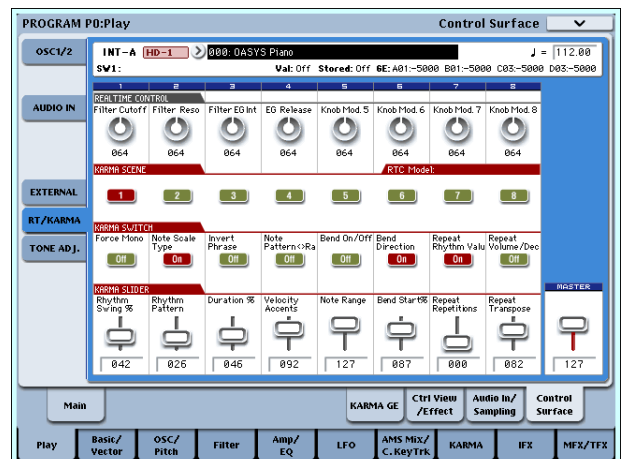 PROGRAM P0:Play Control Surface
OSC1/2
INT-A HD-1 000: OASYS Piano ♩ = 112.00
SW1: Val: Off Stored: Off GE: A01:-5000 B01:-5000 C03:-5000 D03:-5000
1 2 3 4 5 6 7 8
AUDIO IN
REALTIME CONTROL
Filter Cutoff Filter Reso Filter EG Int EG Release Knob Mod. 5 Knob Mod. 6 Knob Mod. 7 Knob Mod. 8
064 064 064 064 064 064 064 064
KARMA SCENE RTC Model:
EXTERNAL
1 2 3 4 5 6 7 8
RT/KARMA
KARMA SWITCH
Force Mono Note Scale Invert Note Bend On/Off Bend Repeat Repeat
Type Phrase Pattern<>Ra Direction Rhythm Valu Volume/Dec
TONE ADJ.
Off On Off Off Off On On Off
KARMA SLIDER MASTER
Rhythm Rhythm Duration % Velocity Note Range Bend Start% Repeat Repeat
Swing % Pattern Accents Repetitions Transpose
042 026 046 092 127 087 000 082 127
Main KARMA GE Ctrl View Audio In/ Control
/Effect Sampling Surface
Play Basic/ OSC/ Filter Amp/ LFO AMS Mix/ KARMA IFX MFX/TFX
Vector Pitch EQ C.KeyTrk